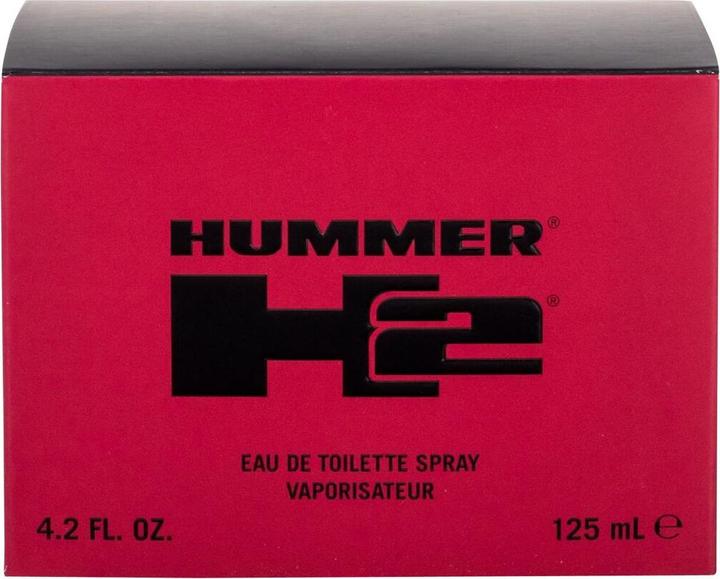 HUMMER®
H2®
EAU DE TOILETTE SPRAY
VAPORISATEUR
4.2 FL. OZ. 125 mL ℮